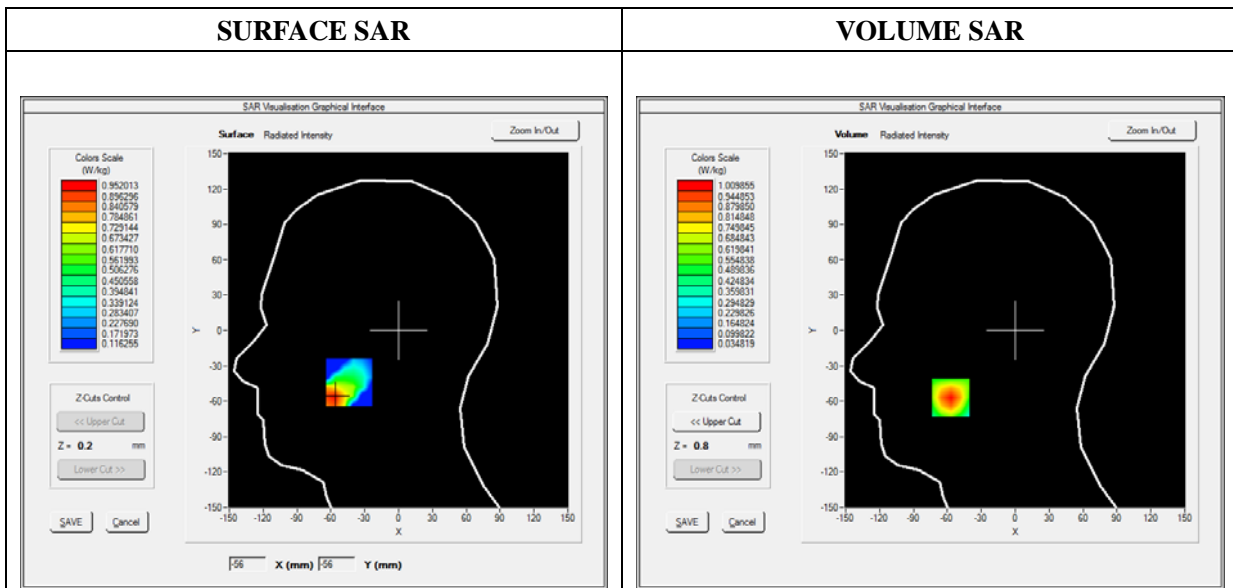 SURFACE SAR
VOLUME SAR
SAR Visualisation Graphical Interface
Surface Radiated Intensity
Zoom In/Out
Colors Scale
(W/kg)
0.952013
0.896296
0.840579
0.784861
0.729144
0.673427
0.617710
0.561993
0.506276
0.450558
0.394841
0.339124
0.283407
0.227690
0.171973
0.116255
Z-Cuts Control
<< Upper Cut
Z = 0.2 mm
Lower Cut >>
SAVE Cancel
150
120
90
60
30
0
-30
-60
-90
-120
-150
Y
-150 -120 -90 -60 -30 0 30 60 90 120 150
X
-56 X (mm) -56 Y (mm)
SAR Visualisation Graphical Interface
Volume Radiated Intensity
Zoom In/Out
Colors Scale
(W/kg)
1.009855
0.944853
0.879850
0.814848
0.749845
0.684843
0.619841
0.554838
0.489836
0.424834
0.359831
0.294829
0.229826
0.164824
0.099822
0.034819
Z-Cuts Control
<< Upper Cut
Z = 0.8 mm
Lower Cut >>
SAVE Cancel
150
120
90
60
30
0
-30
-60
-90
-120
-150
Y
-150 -120 -90 -60 -30 0 30 60 90 120 150
X